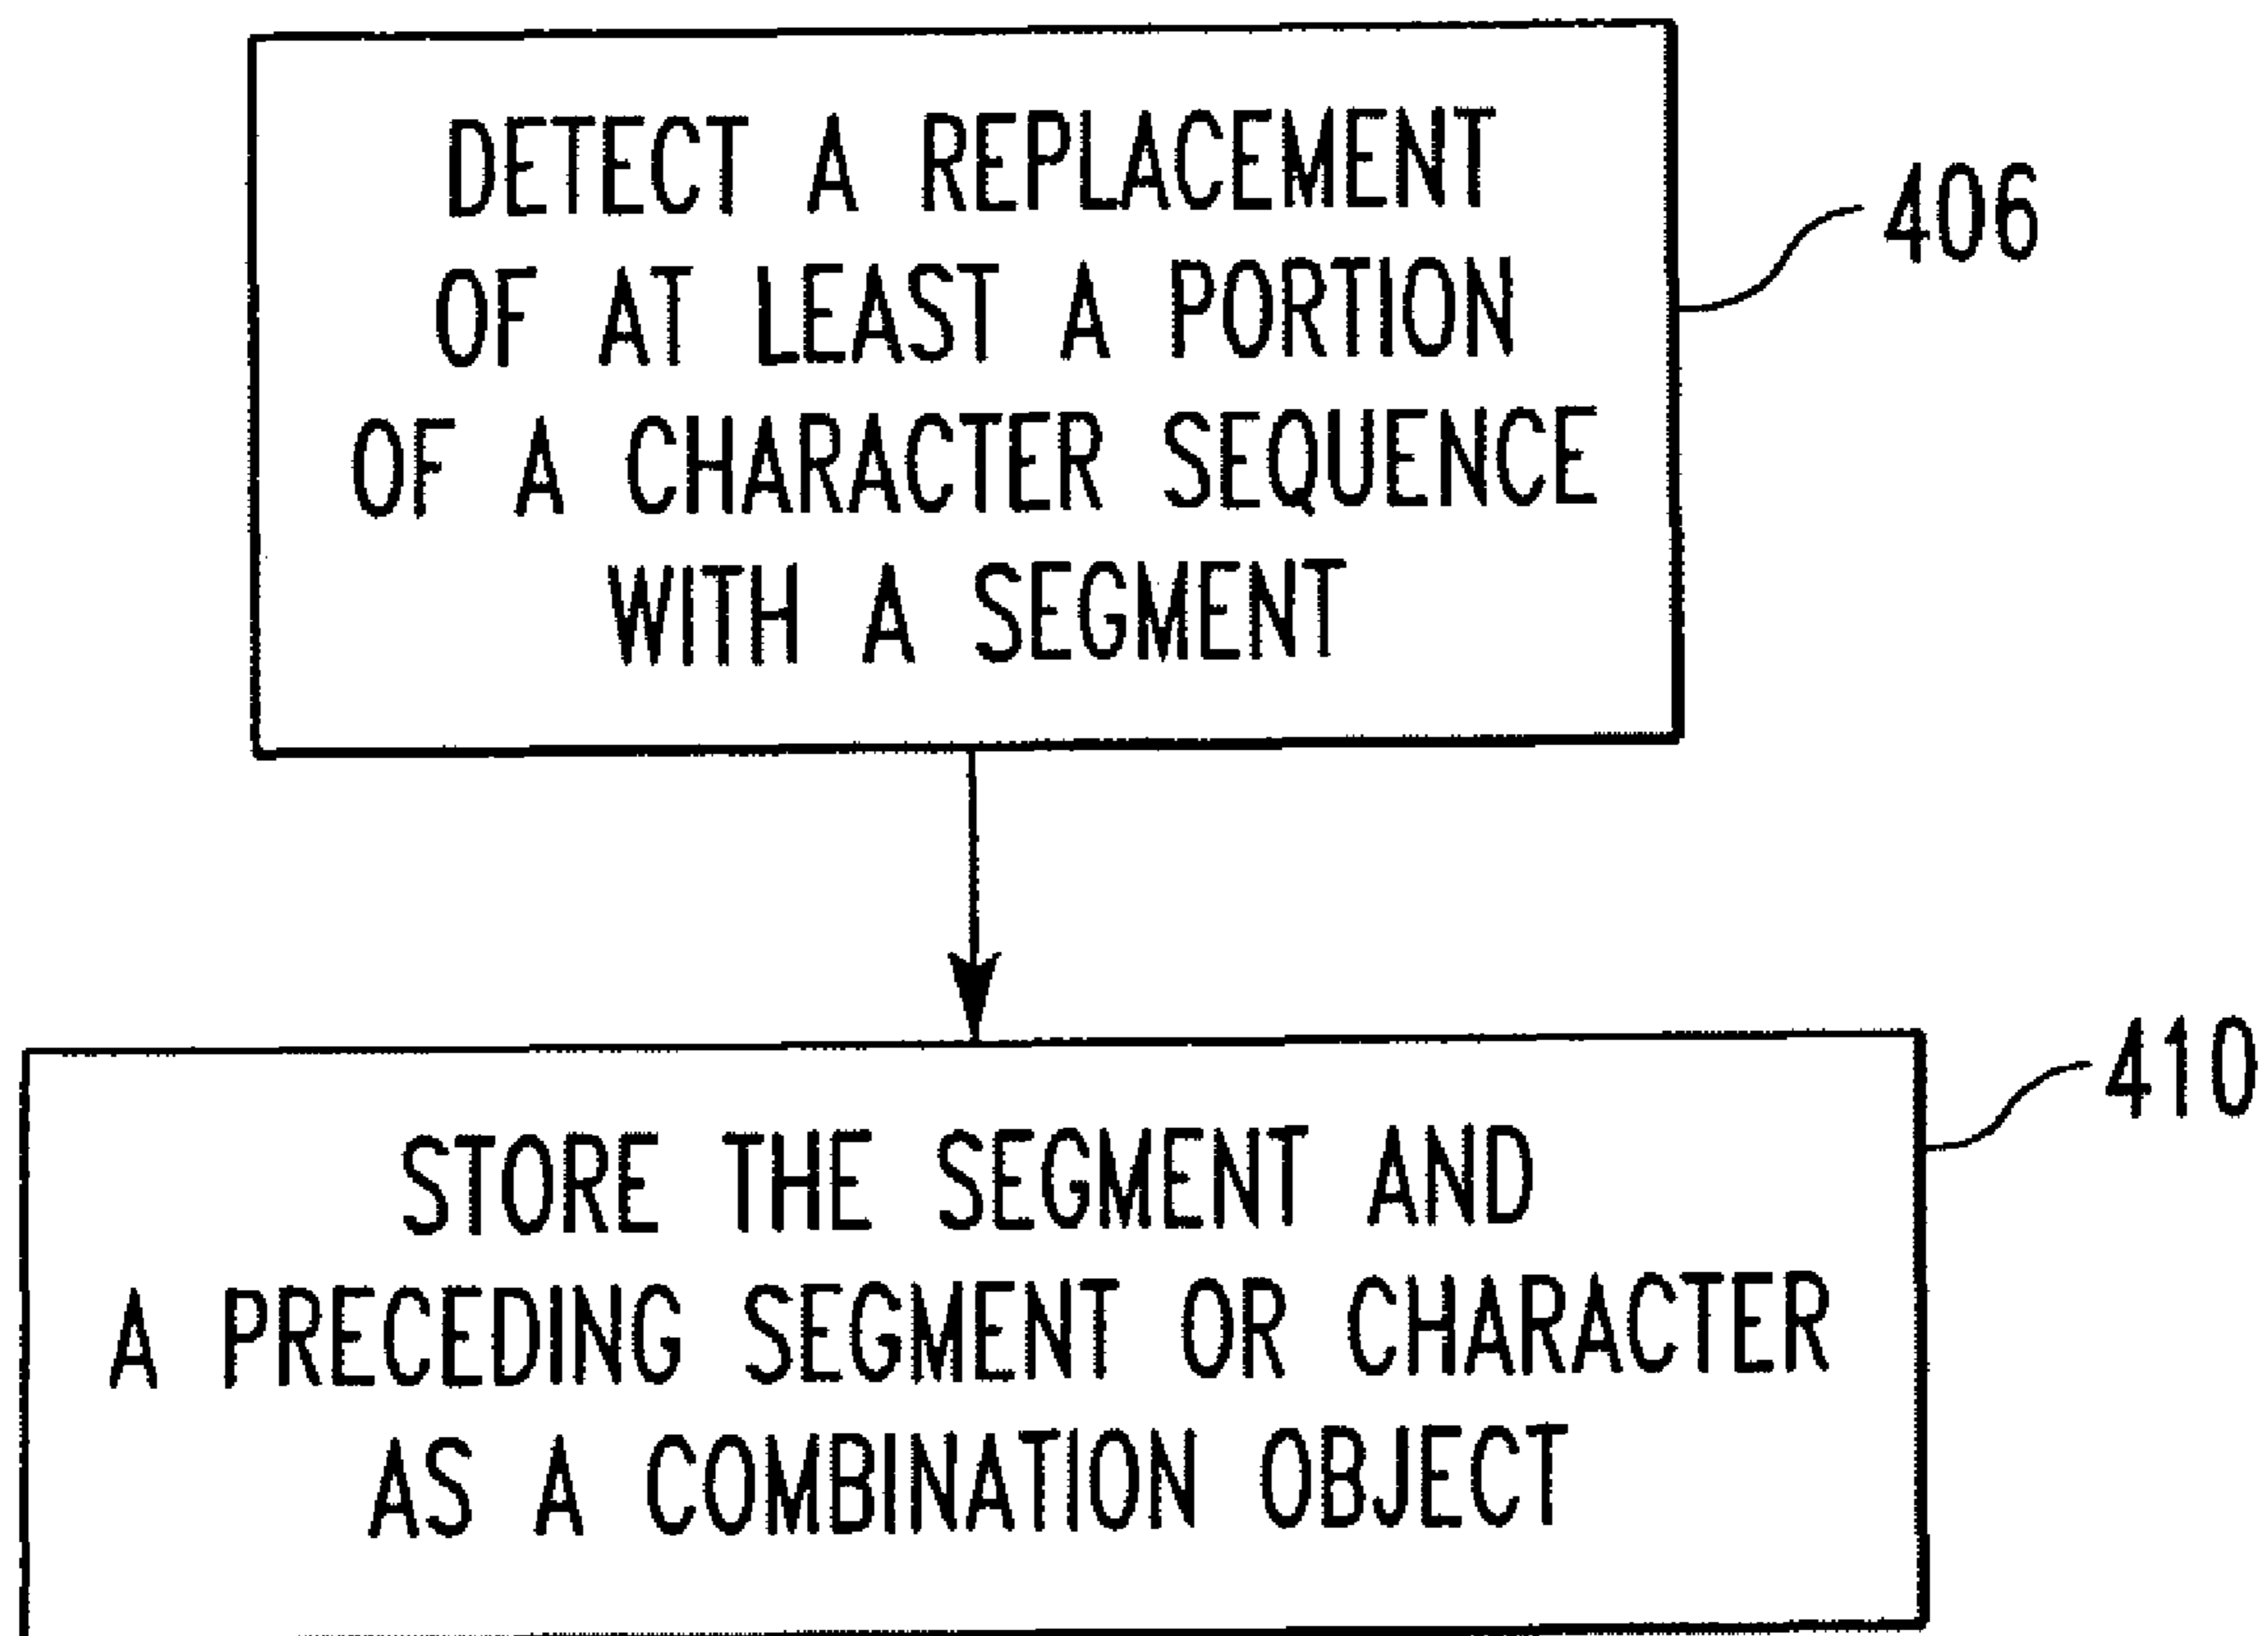 DETECT A REPLACEMENT
OF AT LEAST A PORTION
OF A CHARACTER SEQUENCE
WITH A SEGMENT
406
STORE THE SEGMENT AND
A PRECEDING SEGMENT OR CHARACTER
AS A COMBINATION OBJECT
410